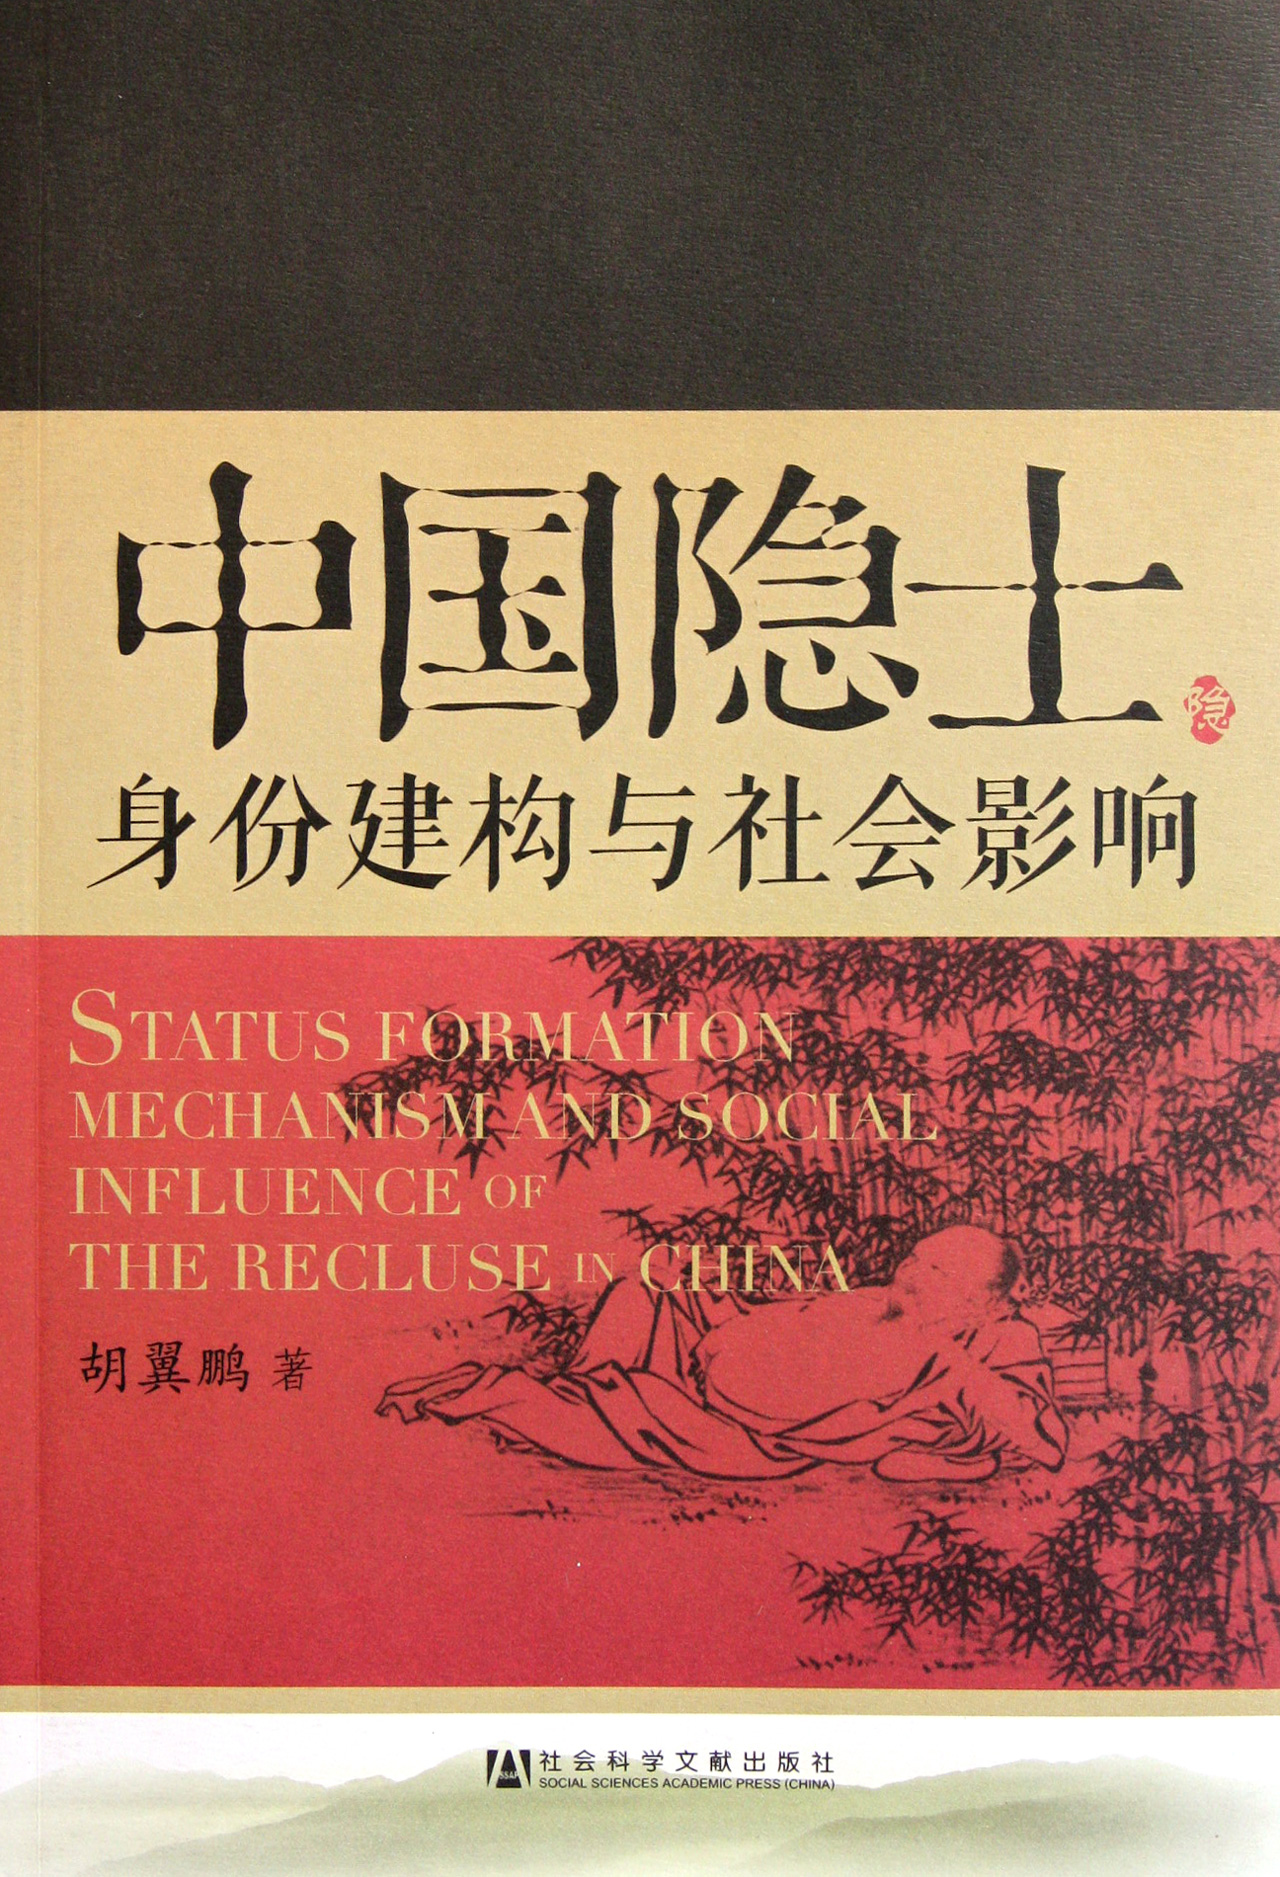 中国隐士
隐
身份建构与社会影响
STATUS FORMATION
MECHANISM AND SOCIAL
INFLUENCE OF
THE RECLUSE IN CHINA
胡翼鹏 著
SSAP
社会科学文献出版社
SOCIAL SCIENCES ACADEMIC PRESS (CHINA)